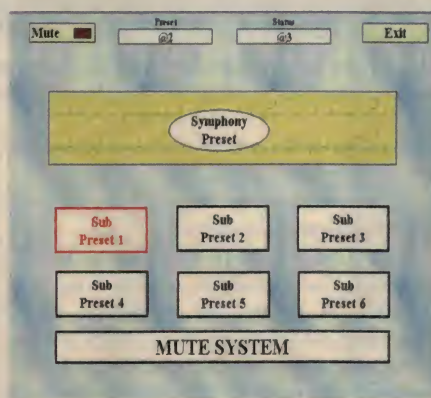 Mute
Preset
@2
Status
@3
Exit
Symphony
Preset
Sub
Preset 1
Sub
Preset 2
Sub
Preset 3
Sub
Preset 4
Sub
Preset 5
Sub
Preset 6
MUTE SYSTEM